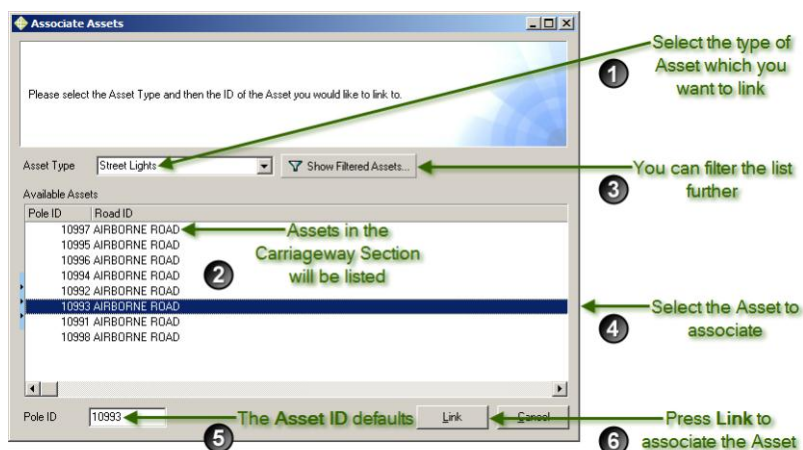 Associate Assets
Select the type of
Asset which you
want to link
1
Please select the Asset Type and then the ID of the Asset you would like to link to.
Asset Type Street Lights Show Filtered Assets...
You can filter the list
further
3
Available Assets
Pole ID Road ID
10997 AIRBORNE ROAD
10995 AIRBORNE ROAD
10996 AIRBORNE ROAD
10994 AIRBORNE ROAD
10992 AIRBORNE ROAD
10993 AIRBORNE ROAD
10991 AIRBORNE ROAD
10998 AIRBORNE ROAD
Assets in the
Carriageway Section
will be listed
2
Select the Asset to
associate
4
Pole ID 10993
The Asset ID defaults
5
Link Cancel
Press Link to
associate the Asset
6